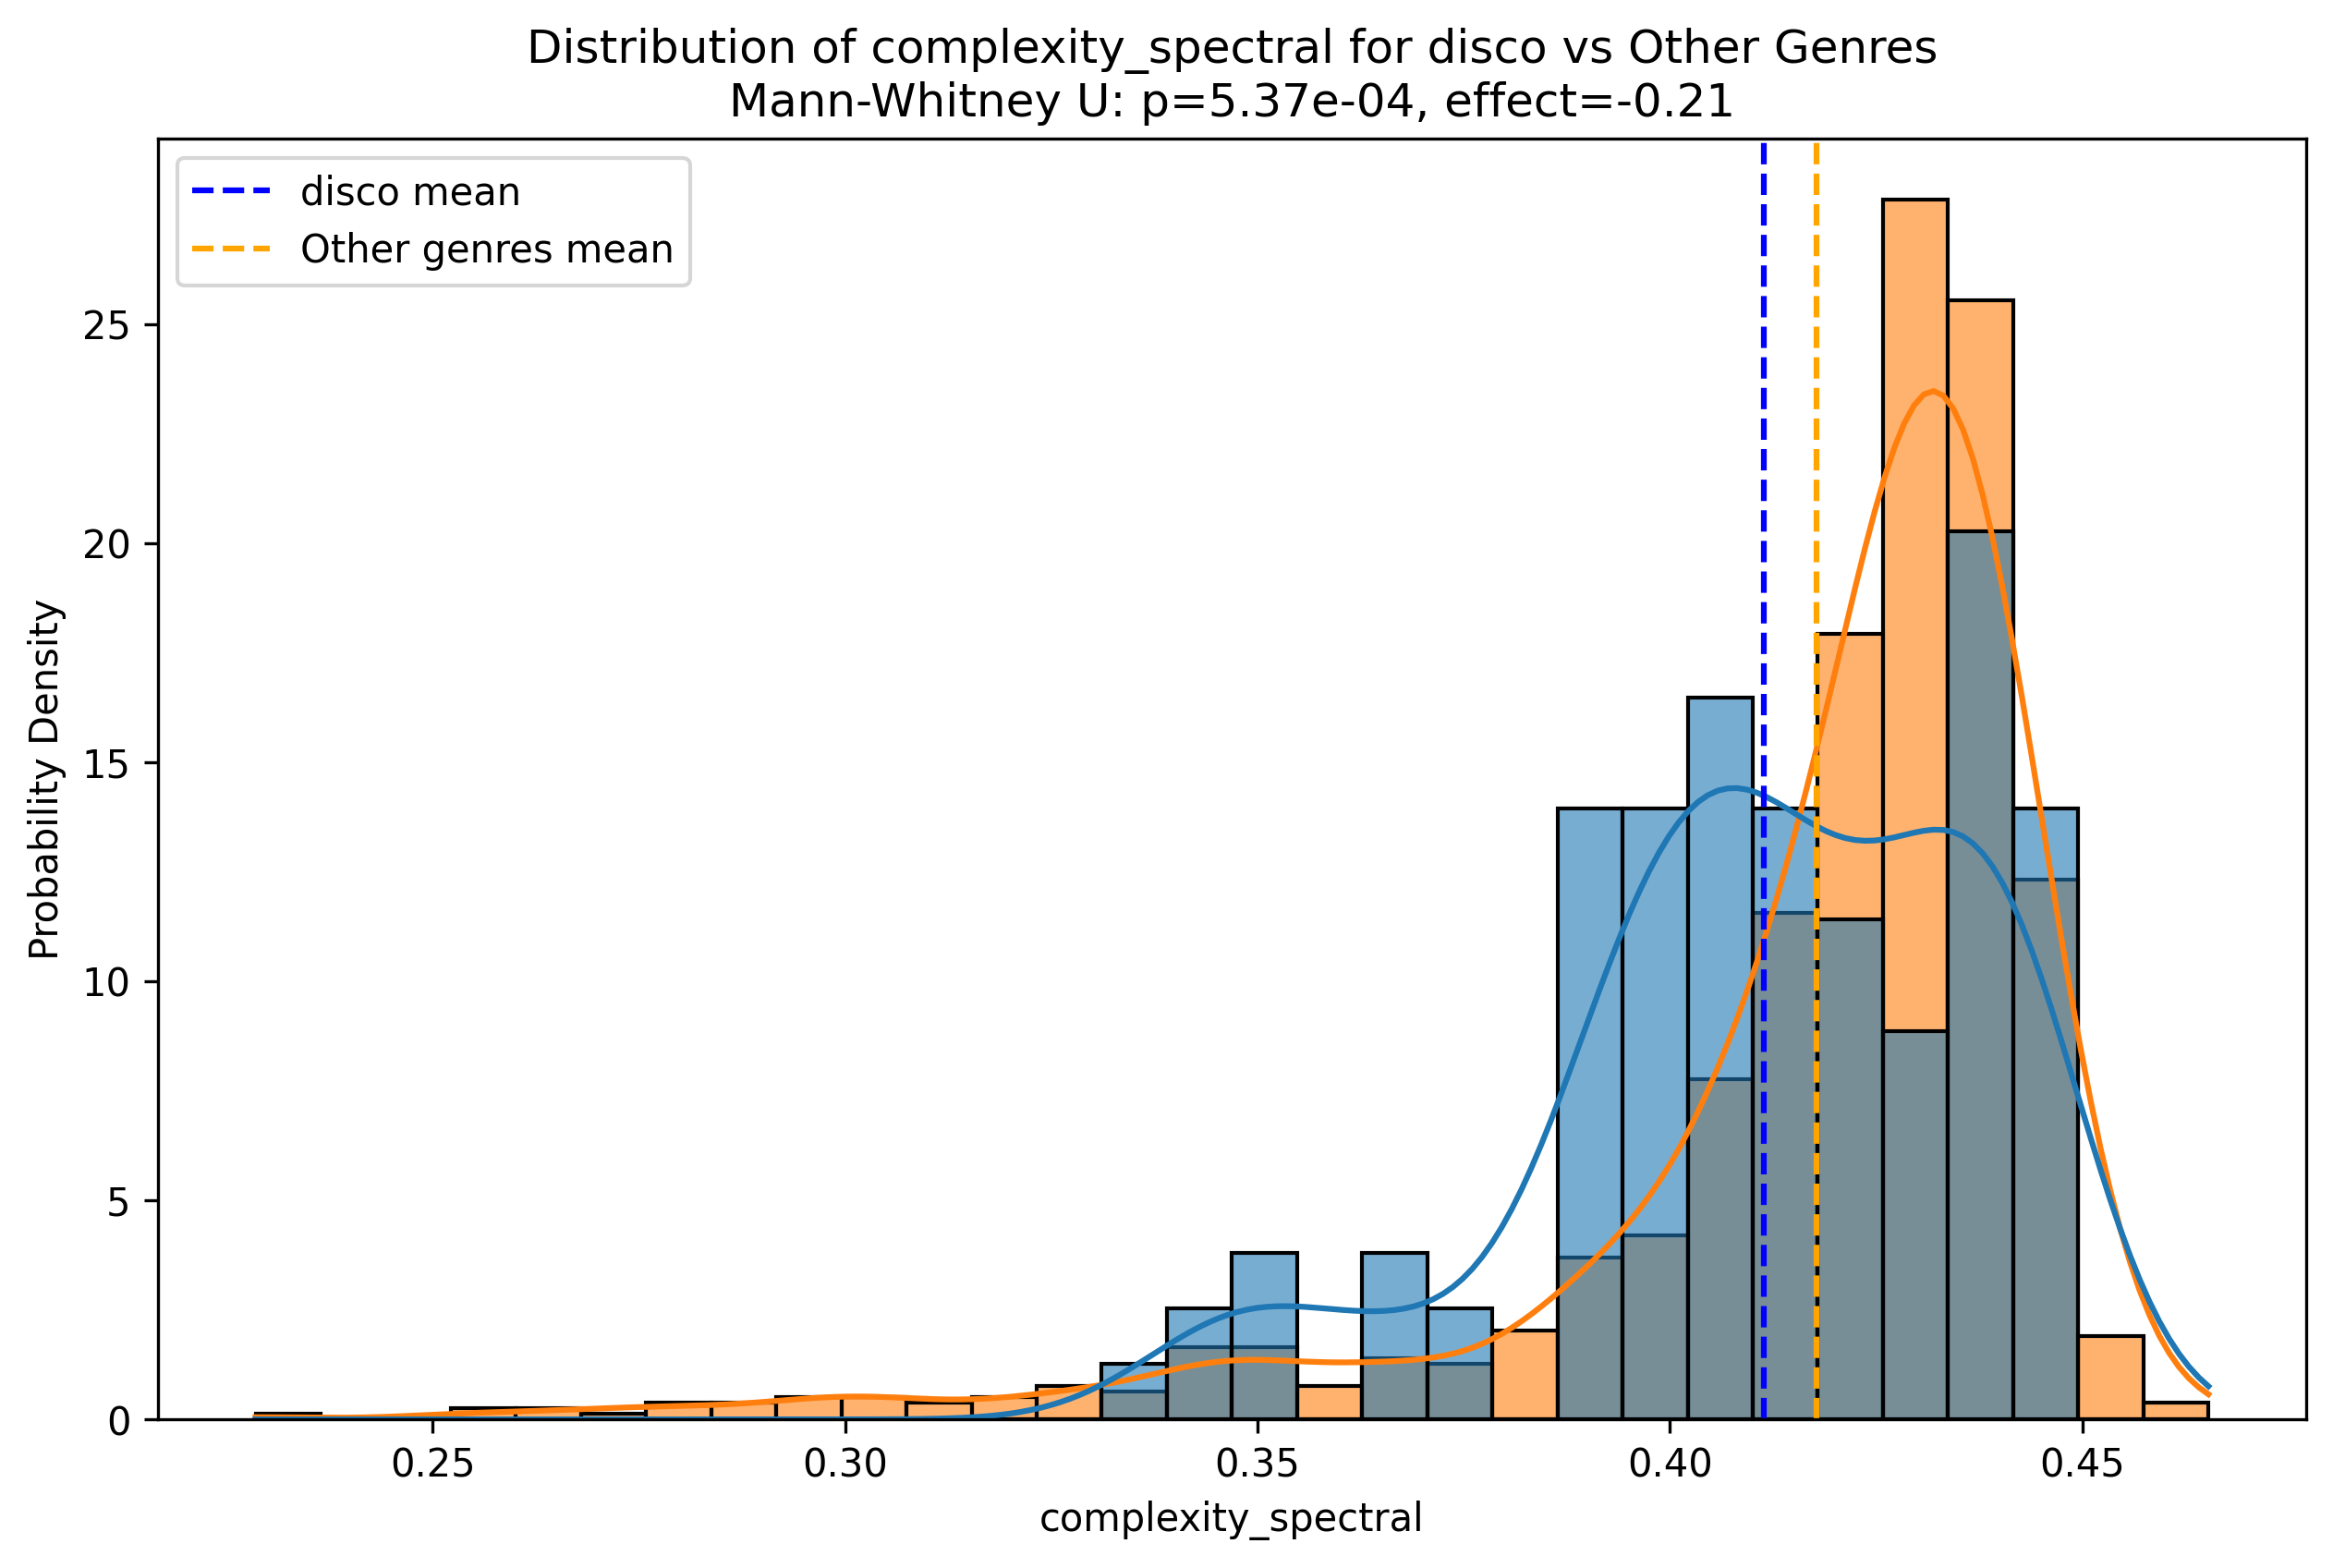 Distribution of complexity_spectral for disco vs Other Genres
Mann-Whitney U: p=5.37e-04, effect=-0.21
disco mean
Other genres mean
Probability Density
25
20
15
10
5
0
0.25 0.30 0.35 0.40 0.45
complexity_spectral